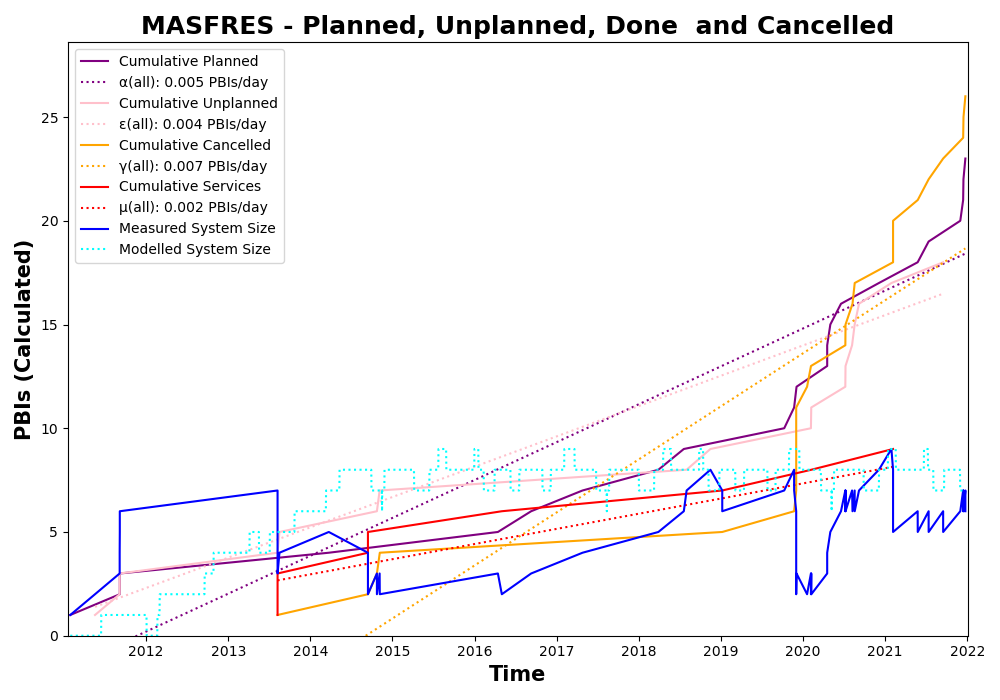 MASFRES - Planned, Unplanned, Done  and Cancelled
Cumulative Planned
α(all): 0.005 PBIs/day
Cumulative Unplanned
ε(all): 0.004 PBIs/day
Cumulative Cancelled
γ(all): 0.007 PBIs/day
Cumulative Services
μ(all): 0.002 PBIs/day
Measured System Size
Modelled System Size
PBIs (Calculated)
25
20
15
10
5
0
2012 2013 2014 2015 2016 2017 2018 2019 2020 2021 2022
Time